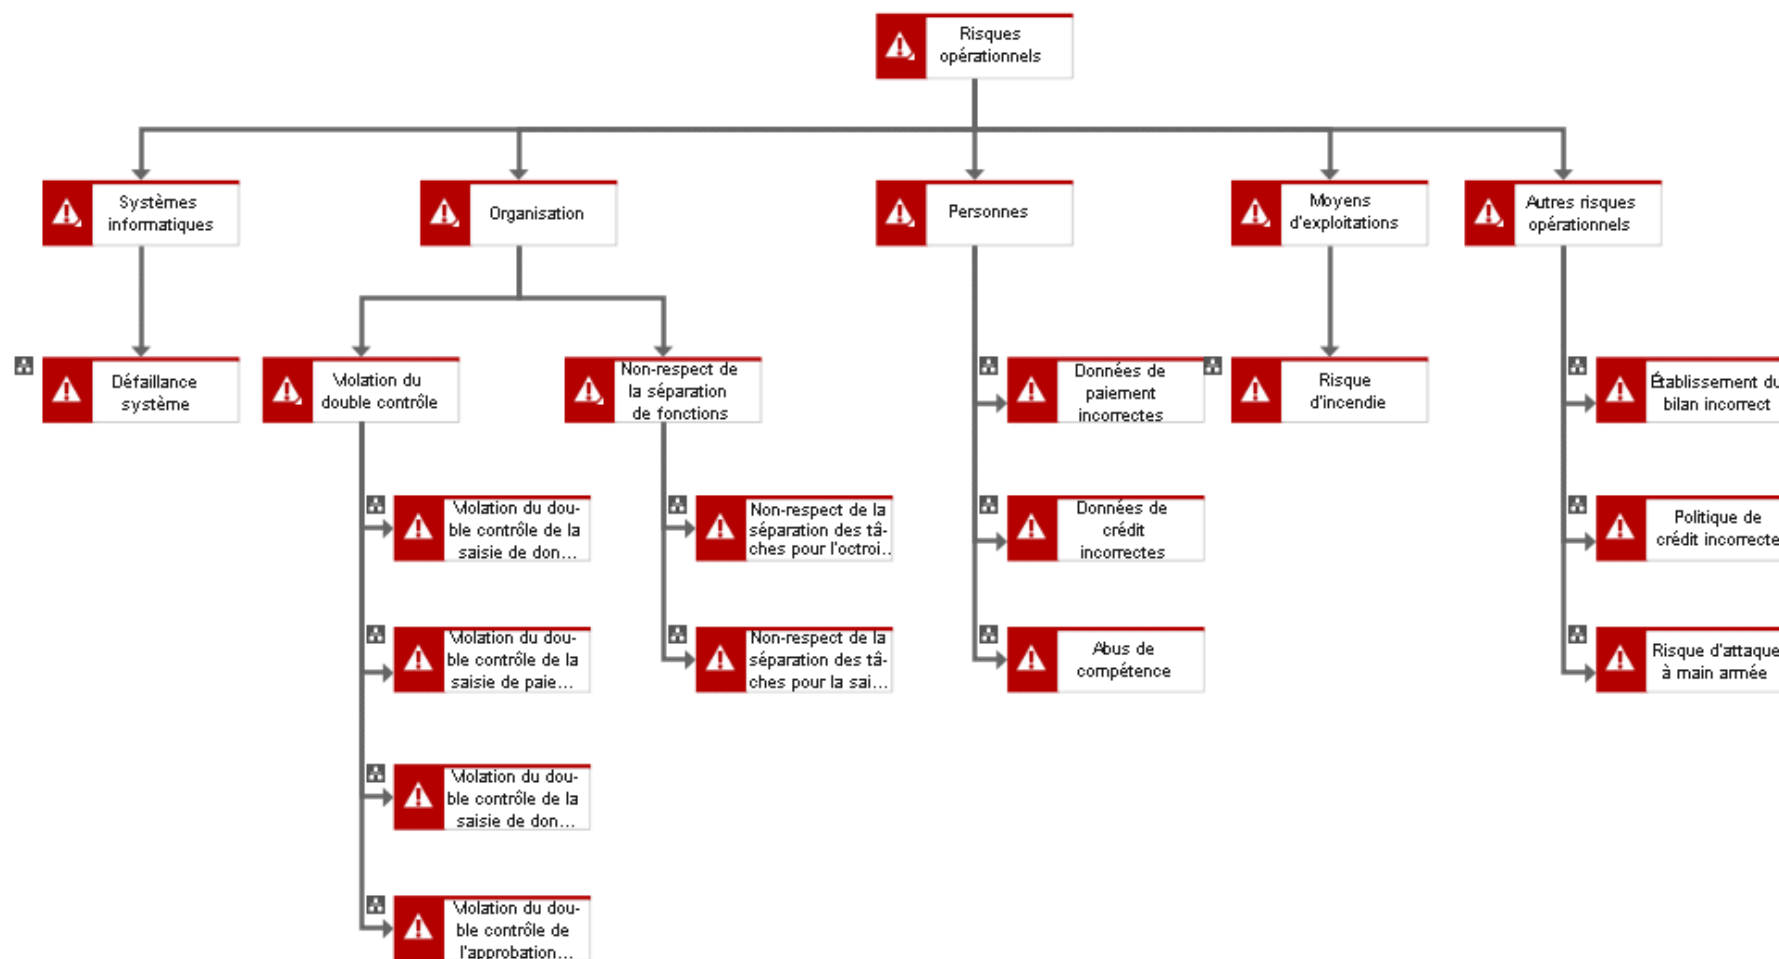 Risques
opérationnels
Systèmes
informatiques
Organisation
Personnes
Moyens
d'exploitations
Autres risques
opérationnels
Défaillance
système
Violation du
double contrôle
Non-respect de
la séparation
de fonctions
Données de
paiement
incorrectes
Risque
d'incendie
Établissement du
bilan incorrect
Violation du dou-
ble contrôle de la
saisie de don...
Non-respect de la
séparation des tâ-
ches pour l'octroi...
Données de
crédit
incorrectes
Politique de
crédit incorrecte
Violation du dou-
ble contrôle de la
saisie de paie...
Non-respect de la
séparation des tâ-
ches pour la sai...
Abus de
compétence
Risque d'attaque
à main armée
Violation du dou-
ble contrôle de la
saisie de don...
Violation du dou-
ble contrôle de
l'approbation...